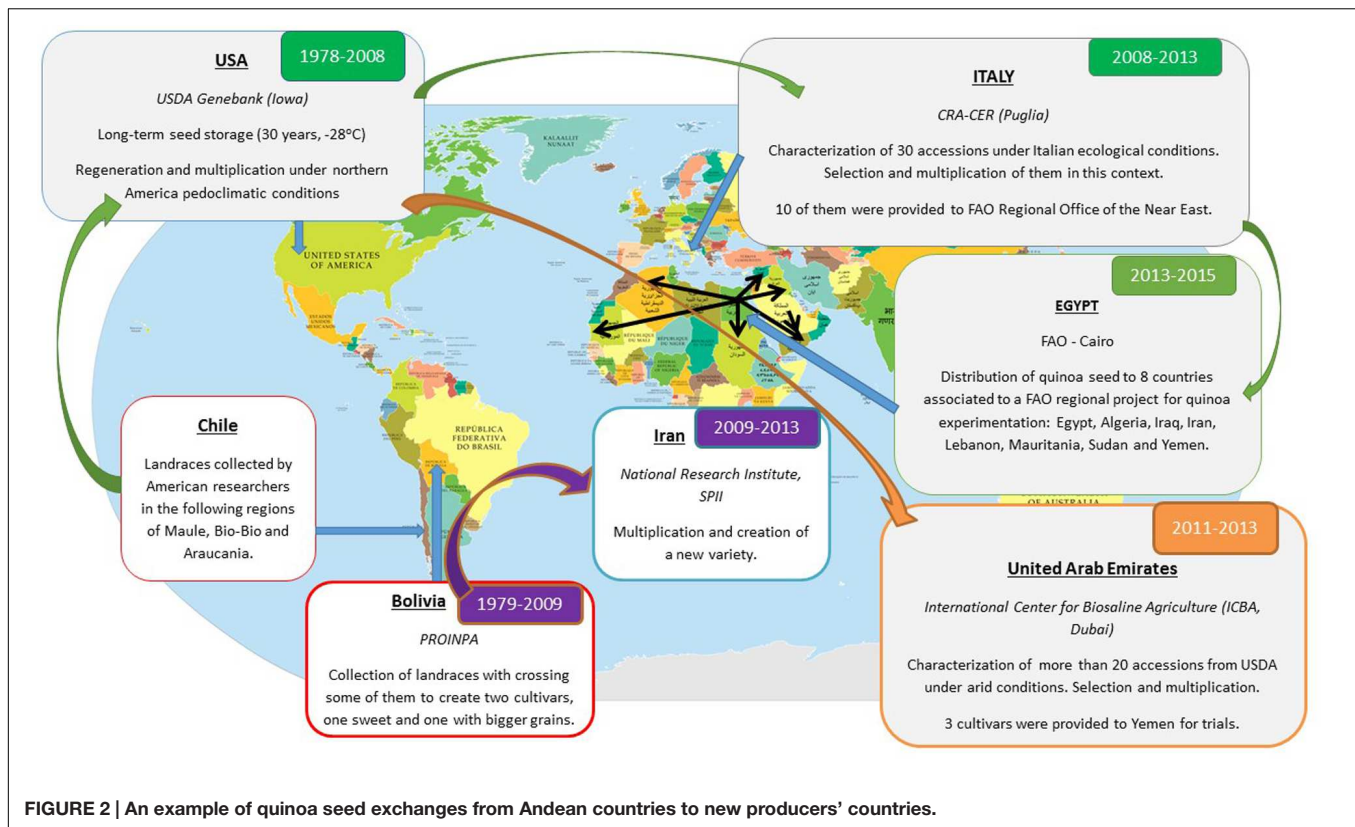 USA
1978-2008
USDA Genebank (Iowa)
Long-term seed storage (30 years, -28°C)
Regeneration and multiplication under northern
America pedoclimatic conditions
ITALY
2008-2013
CRA-CER (Puglia)
Characterization of 30 accessions under Italian ecological conditions.
Selection and multiplication of them in this context.
10 of them were provided to FAO Regional Office of the Near East.
KALAALLIT
NUNAAT
UNITED STATES
OF AMERICA
ESTADOS
UNIDOS
MEXICANOS
REPÚBLICA
FEDERATIVA
DO BRASIL
2013-2015
EGYPT
FAO - Cairo
Distribution of quinoa seed to 8 countries
associated to a FAO regional project for quinoa
experimentation: Egypt, Algeria, Iraq, Iran,
Lebanon, Mauritania, Sudan and Yemen.
Chile
Landraces collected by
American researchers
in the following regions
of Maule, Bio-Bio and
Araucania.
Iran
2009-2013
National Research Institute,
SPII
Multiplication and creation of
a new variety.
OF AUSTRALIA
2011-2013
United Arab Emirates
International Center for Biosaline Agriculture (ICBA,
Dubai)
Characterization of more than 20 accessions from USDA
under arid conditions. Selection and multiplication.
3 cultivars were provided to Yemen for trials.
Bolivia
1979-2009
PROINPA
Collection of landraces with crossing
some of them to create two cultivars,
one sweet and one with bigger grains.
FIGURE 2 | An example of quinoa seed exchanges from Andean countries to new producers' countries.